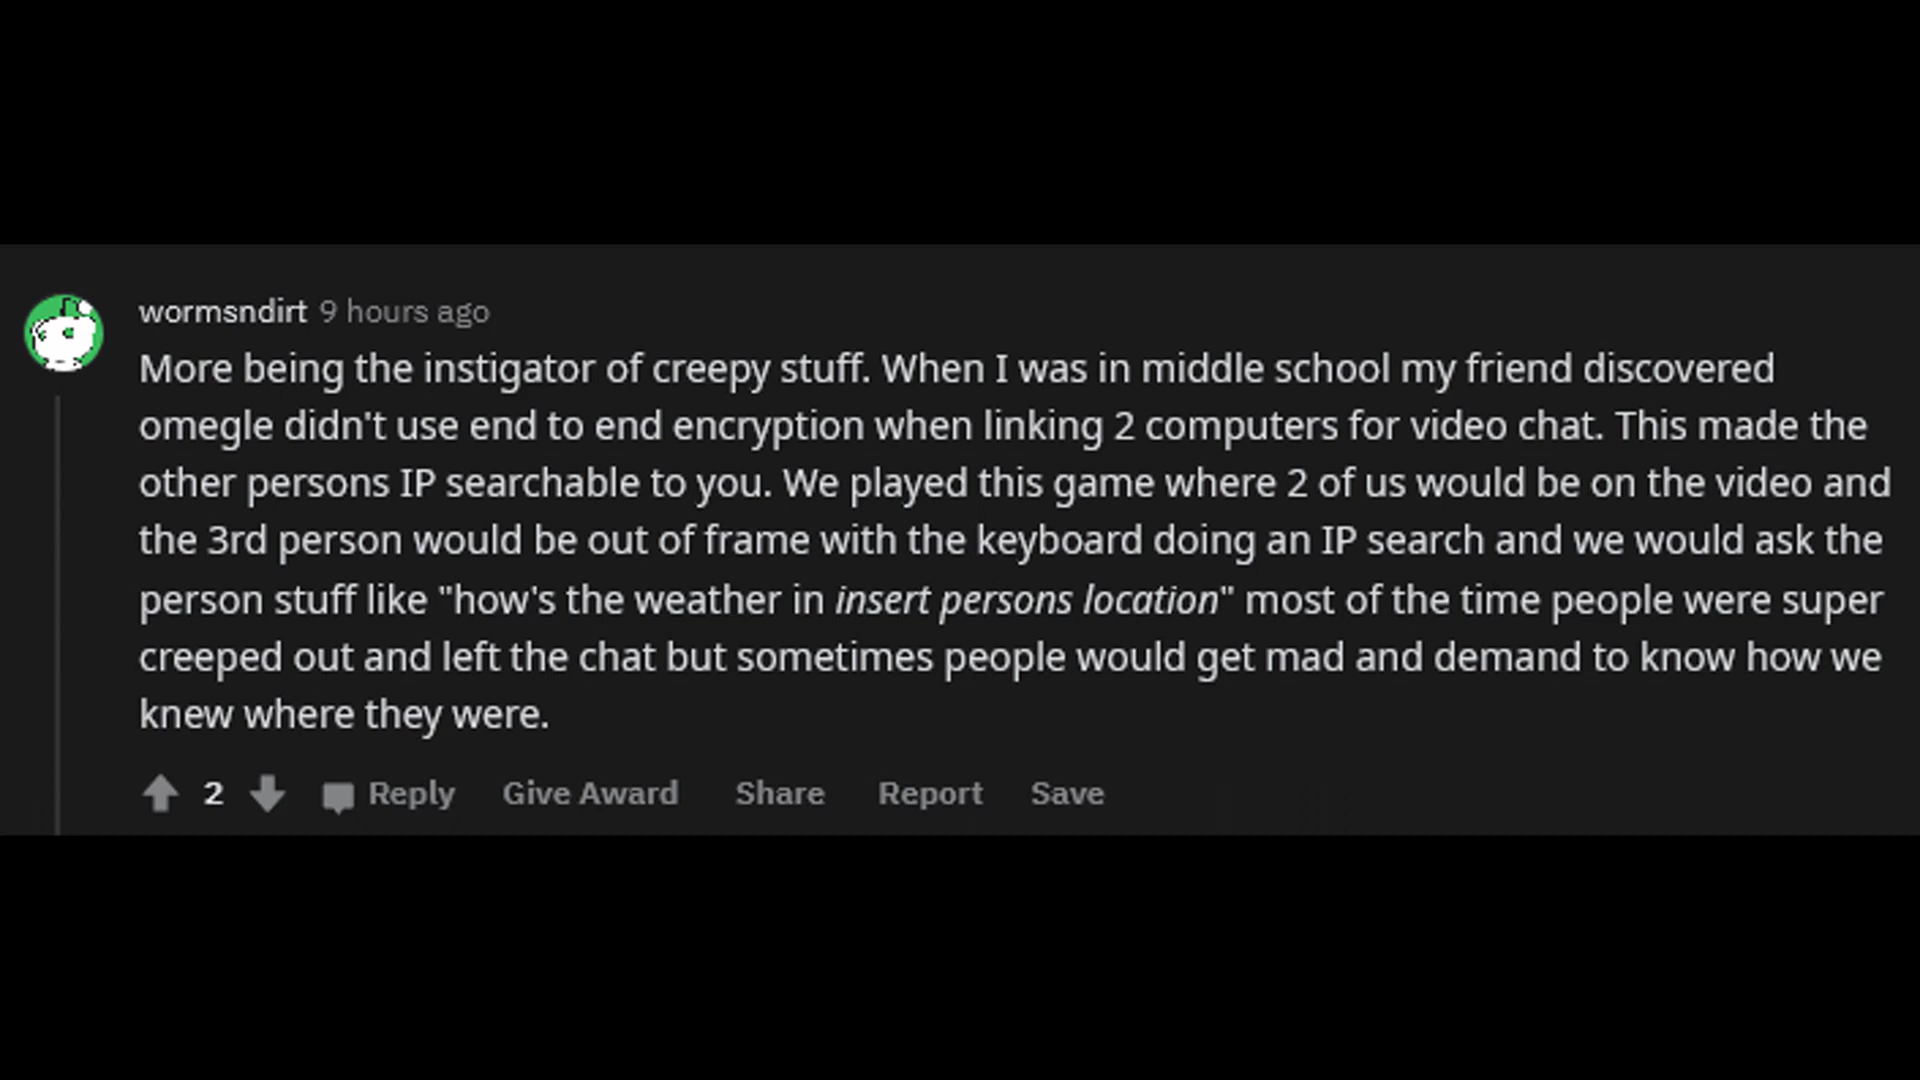 wormsndirt 9 hours ago
More being the instigator of creepy stuff. When I was in middle school my friend discovered
omegle didn't use end to end encryption when linking 2 computers for video chat. This made the
other persons IP searchable to you. We played this game where 2 of us would be on the video and
the 3rd person would be out of frame with the keyboard doing an IP search and we would ask the
person stuff like "how's the weather in insert persons location" most of the time people were super
creeped out and left the chat but sometimes people would get mad and demand to know how we
knew where they were.
2 Reply Give Award Share Report Save